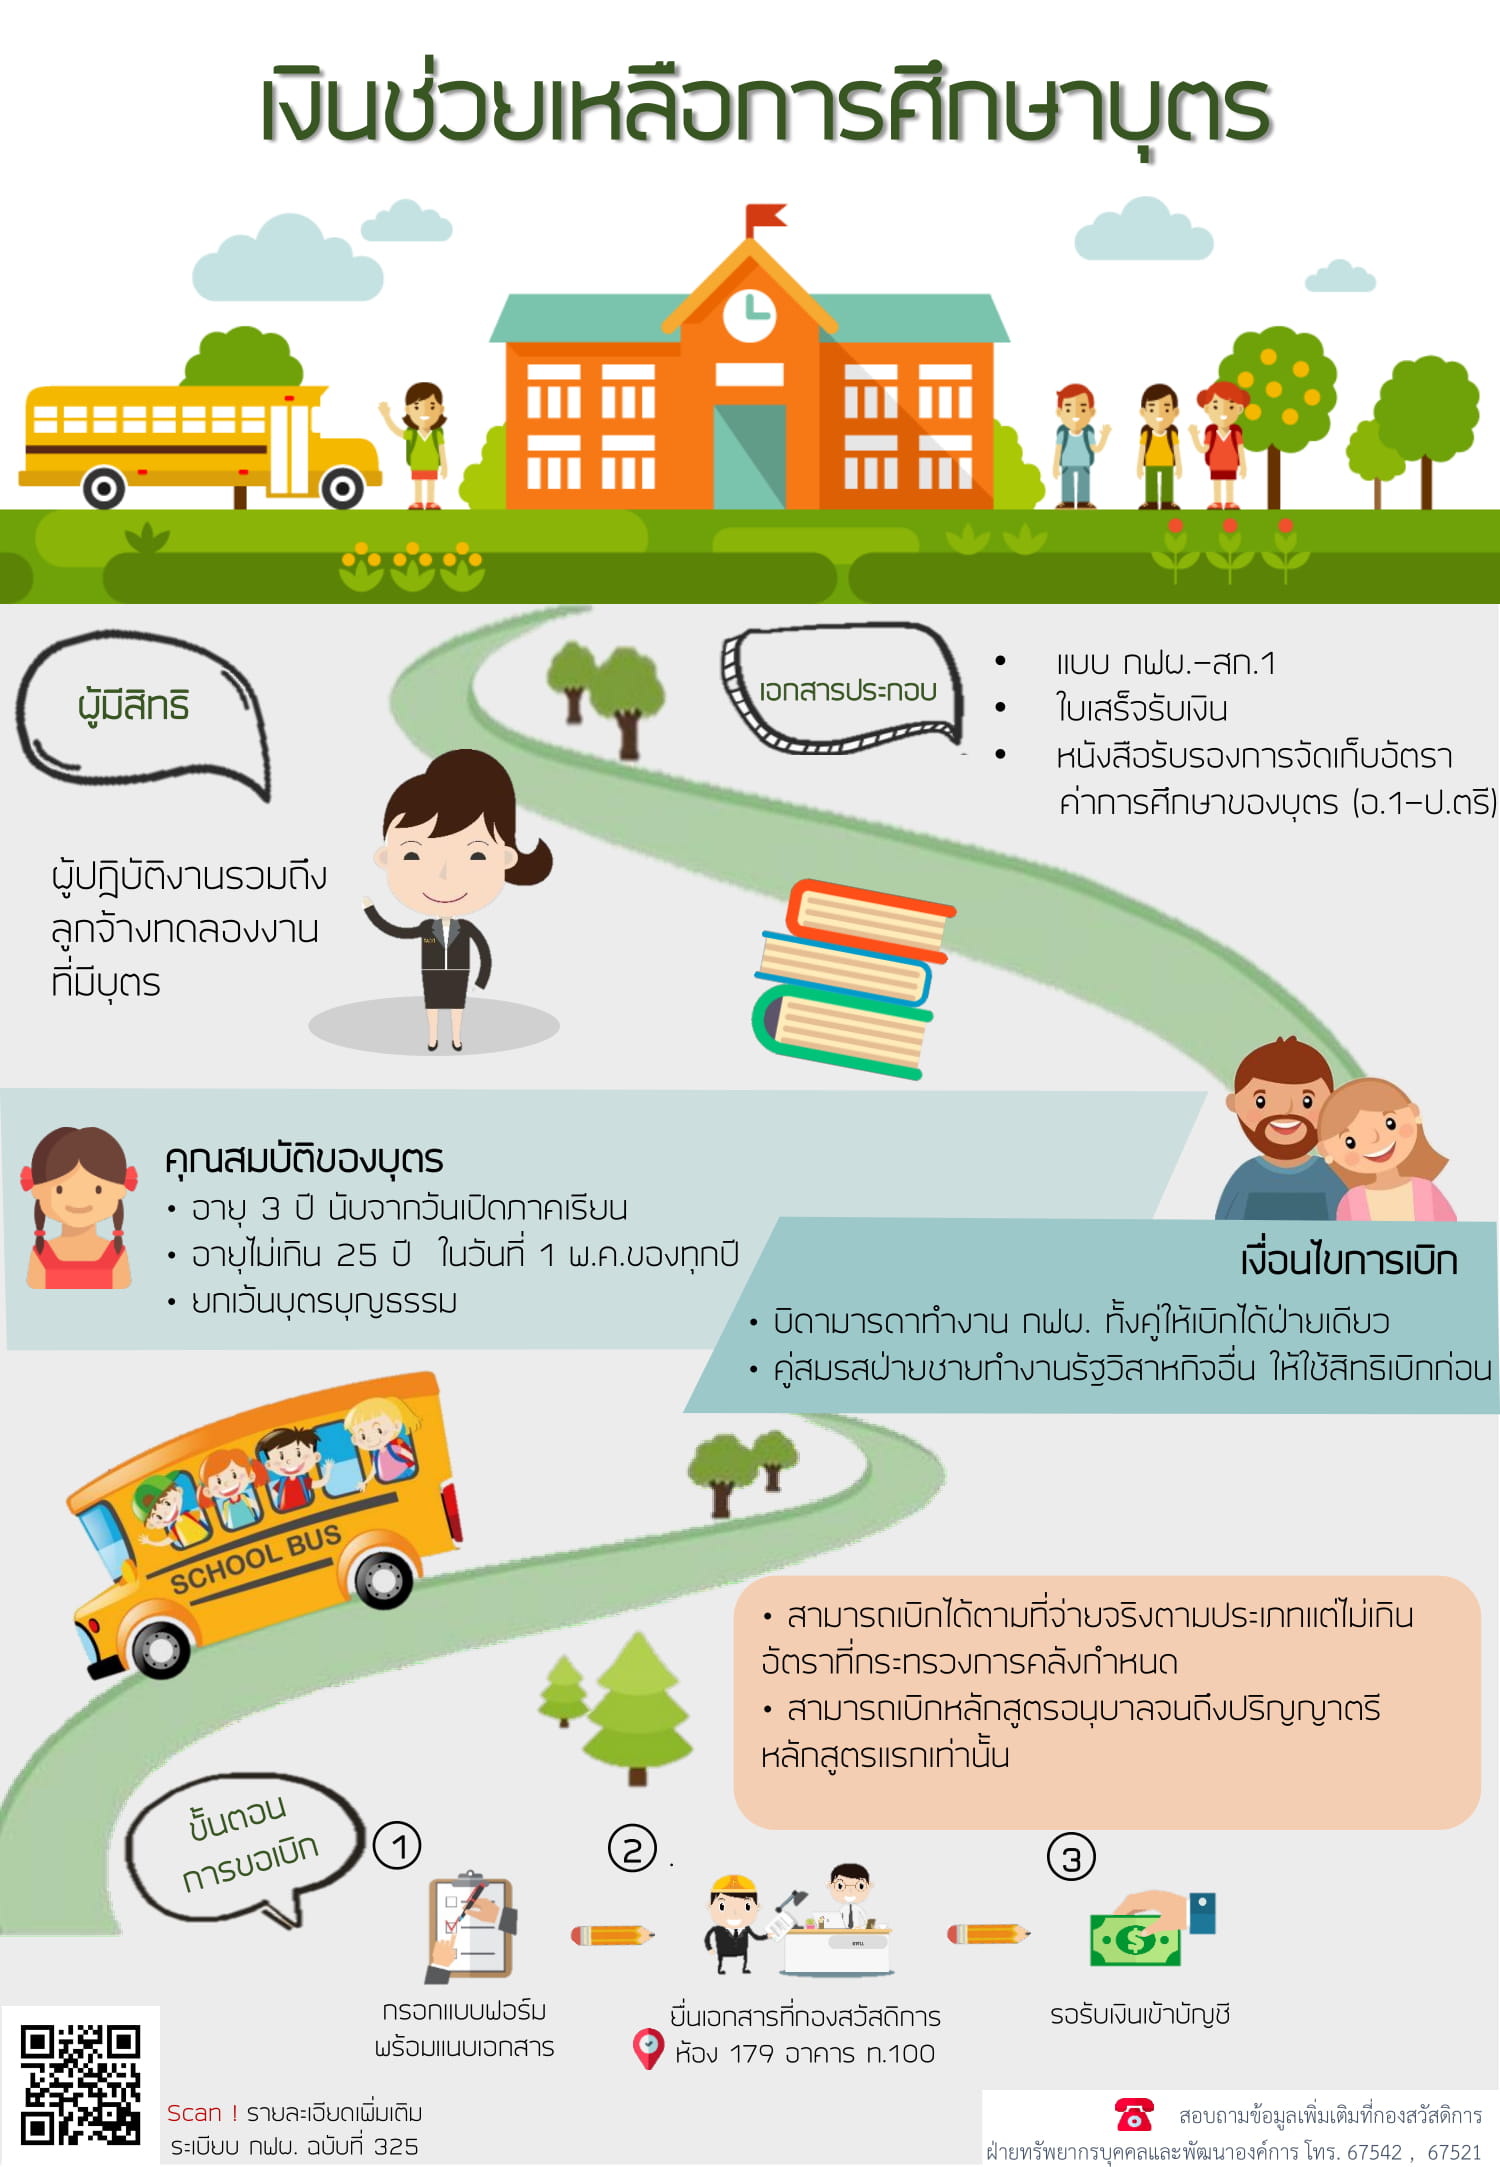 เงินช่วยเหลือการศึกษาบุตร
ผู้มีสิทธิ
ผู้ปฎิบัติงานรวมถึง
ลูกจ้างทดลองงาน
ที่มีบุตร
เอกสารประกอบ
• แบบ กฟผ.-สก.1
• ใบเสร็จรับเงิน
• หนังสือรับรองการจัดเก็บอัตรา
ค่าการศึกษาของบุตร (อ.1-ป.ตรี)
คุณสมบัติของบุตร
• อายุ 3 ปี นับจากวันเปิดภาคเรียน
• อายุไม่เกิน 25 ปี ในวันที่ 1 พ.ค.ของทุกปี
• ยกเว้นบุตรบุญธรรม
เงื่อนไขการเบิก
• บิดามารดาทำงาน กฟผ. ทั้งคู่ให้เบิกได้ฝ่ายเดียว
• คู่สมรสฝ่ายชายทำงานรัฐวิสาหกิจอื่น ให้ใช้สิทธิเบิกก่อน
SCHOOL BUS
• สามารถเบิกได้ตามที่จ่ายจริงตามประเภทแต่ไม่เกิน
อัตราที่กระทรวงการคลังกำหนด
• สามารถเบิกหลักสูตรอนุบาลจนถึงปริญญาตรี
หลักสูตรแรกเท่านั้น
ขั้นตอน
การขอเบิก
1
กรอกแบบฟอร์ม
พร้อมแนบเอกสาร
2 .
ยื่นเอกสารที่กองสวัสดิการ
ห้อง 179 อาคาร ท.100
3
รอรับเงินเข้าบัญชี
Scan ! รายละเอียดเพิ่มเติม
ระเบียบ กฟผ. ฉบับที่ 325
สอบถามข้อมูลเพิ่มเติมที่กองสวัสดิการ
ฝ่ายทรัพยากรบุคคลและพัฒนาองค์การ โทร. 67542 , 67521